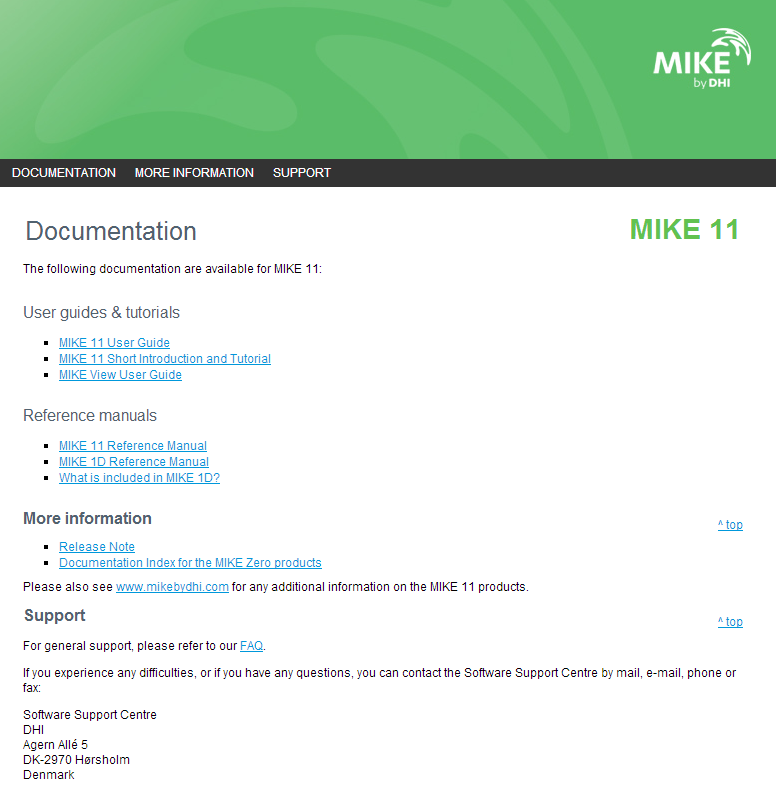 MIKE
by DHI
DOCUMENTATION MORE INFORMATION SUPPORT
Documentation
MIKE 11
The following documentation are available for MIKE 11:
User guides & tutorials
MIKE 11 User Guide
MIKE 11 Short Introduction and Tutorial
MIKE View User Guide
Reference manuals
MIKE 11 Reference Manual
MIKE 1D Reference Manual
What is included in MIKE 1D?
More information
^ top
Release Note
Documentation Index for the MIKE Zero products
Please also see www.mikebydhi.com for any additional information on the MIKE 11 products.
Support
^ top
For general support, please refer to our FAQ.
If you experience any difficulties, or if you have any questions, you can contact the Software Support Centre by mail, e-mail, phone or
fax:
Software Support Centre
DHI
Agern Allé 5
DK-2970 Hørsholm
Denmark